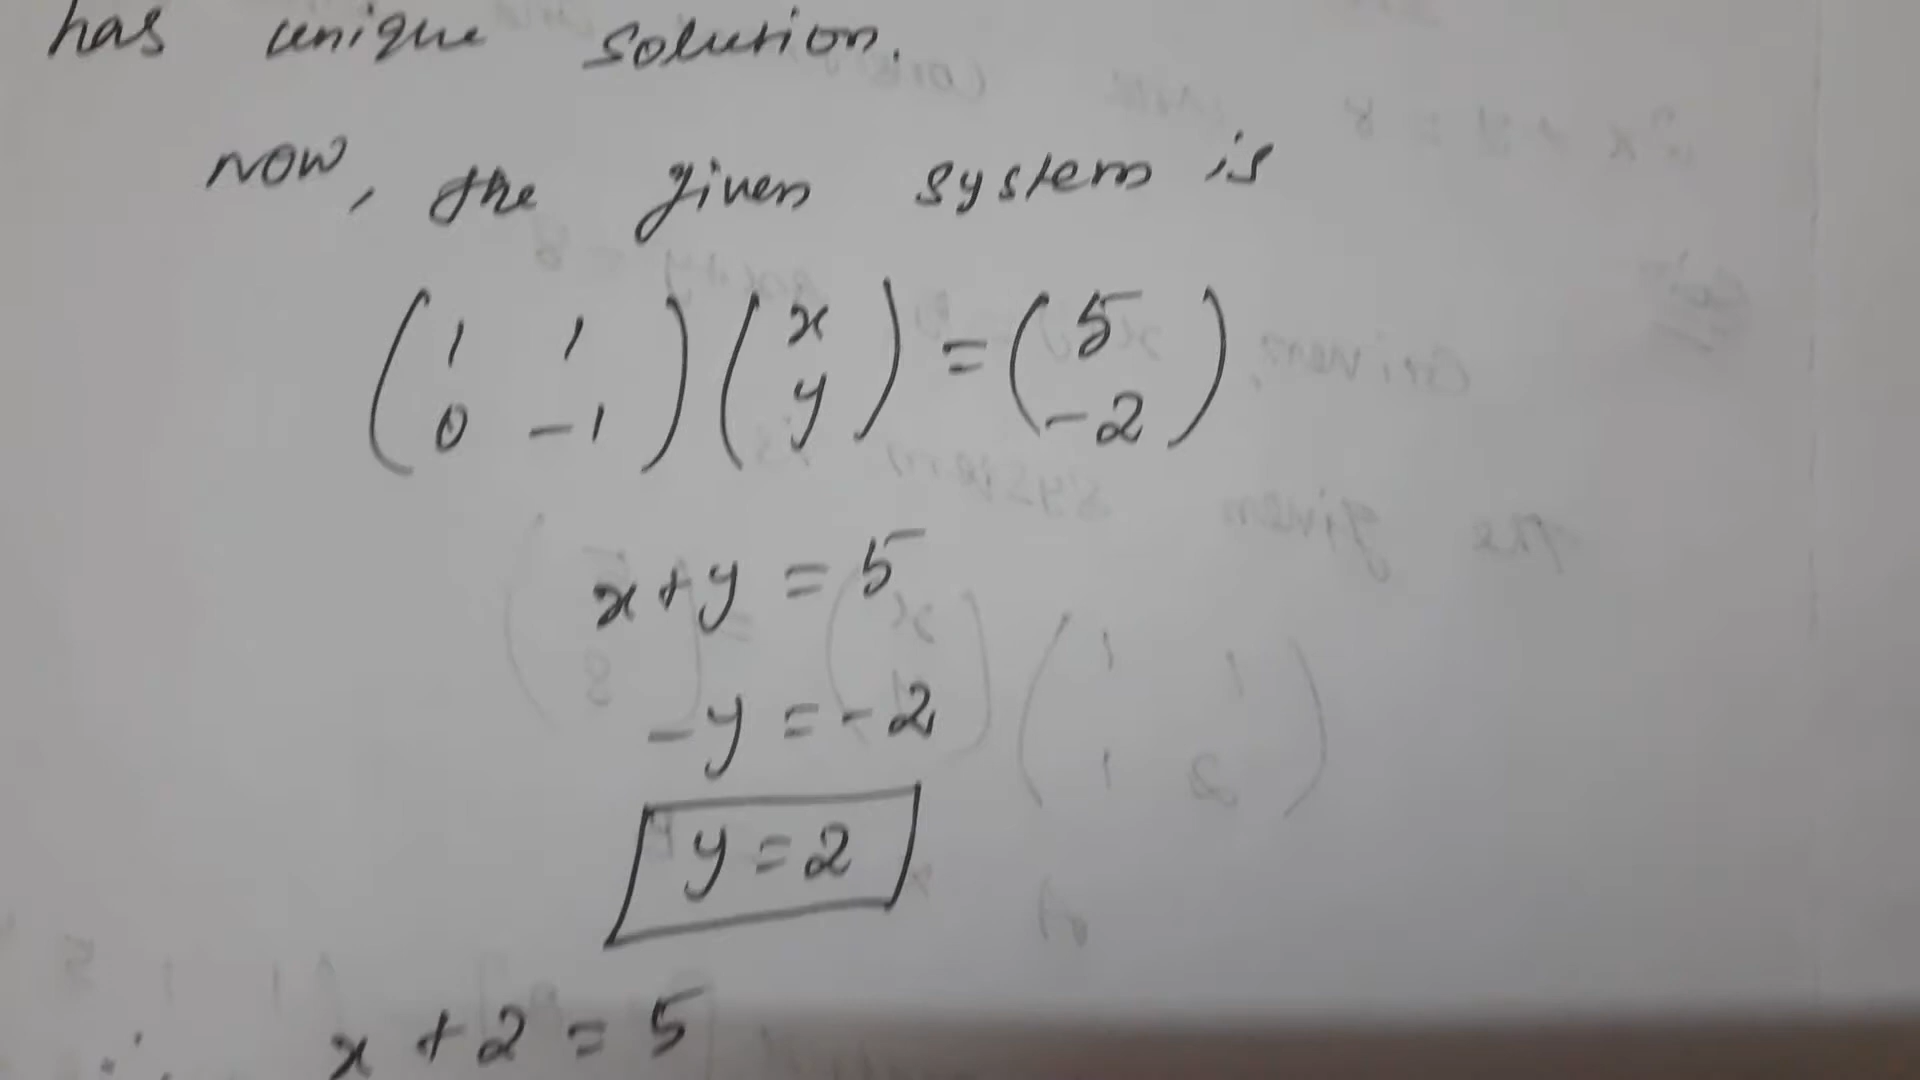 has unique solution.
Now, the given system is
(1 1
0 -1) (x
y) = (5
-2)
x+y = 5
-y = -2
y = 2
∴ x + 2 = 5